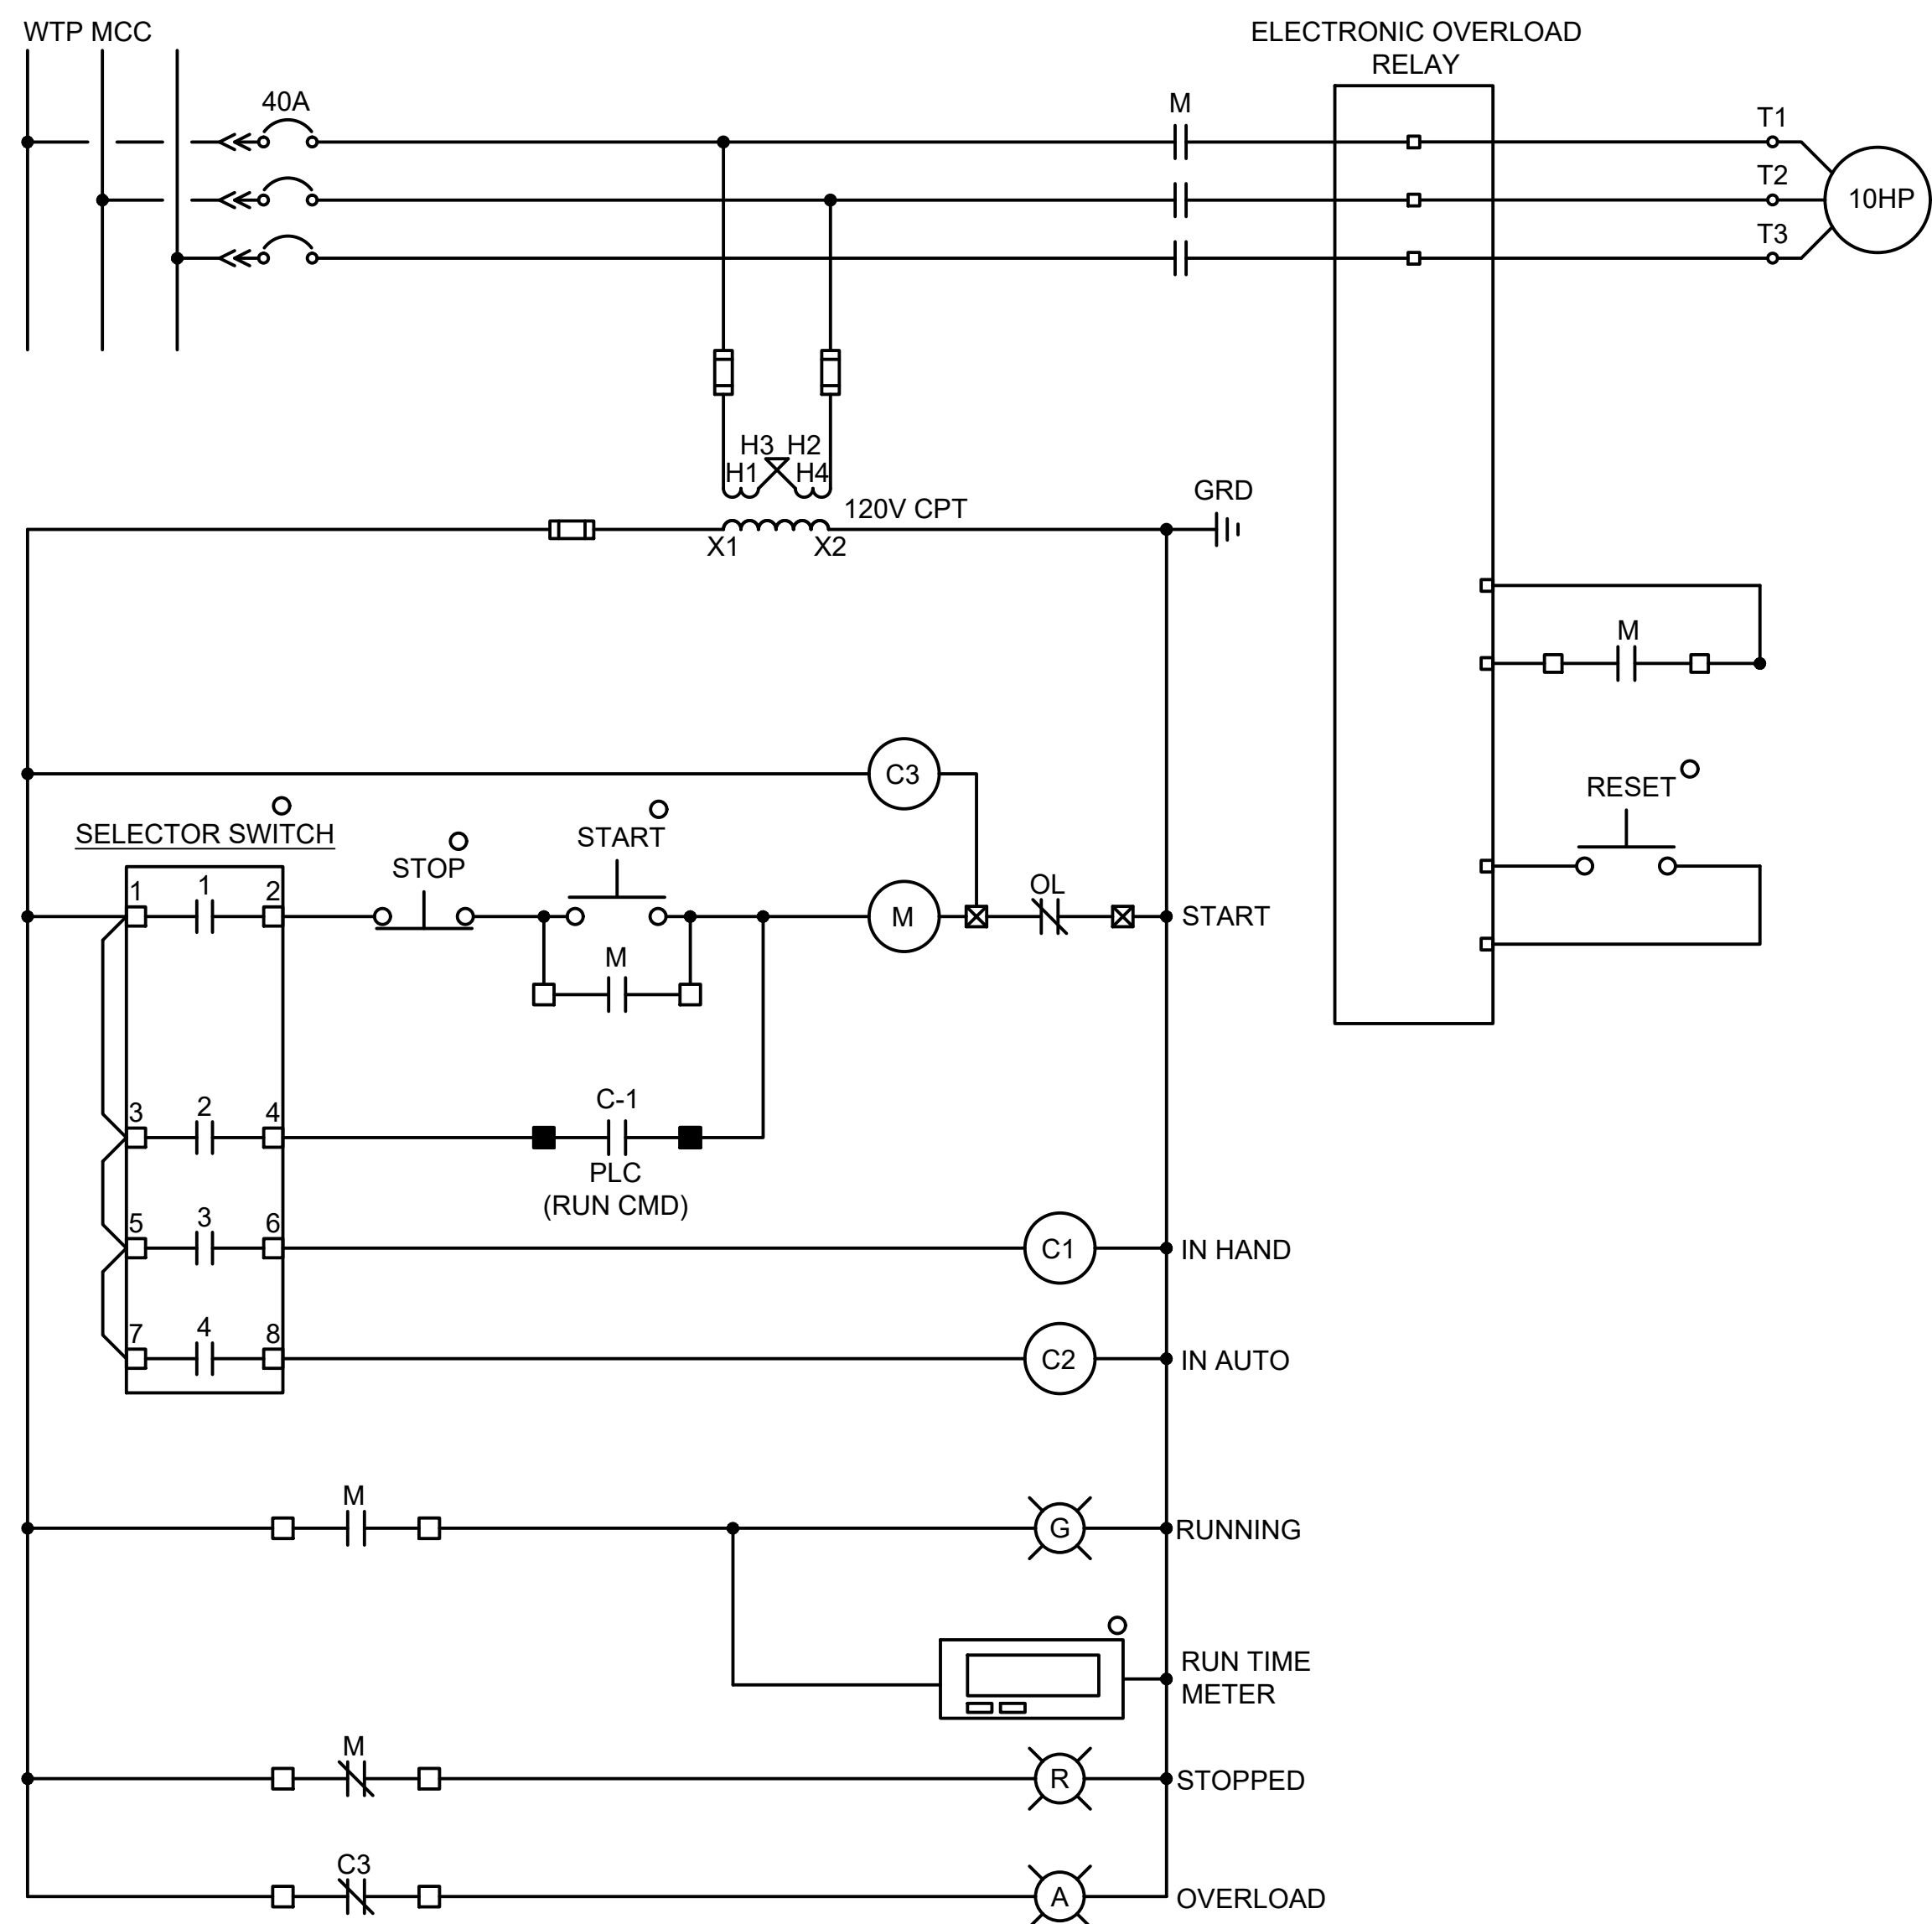 WTP MCC
ELECTRONIC OVERLOAD
RELAY
40A
M
T1
T2
10HP
T3
H3 H2
H1 H4
120V CPT
GRD
X1
X2
M
C3
RESET
SELECTOR SWITCH
STOP
START
1
1
2
M
OL
START
M
3
2
4
C-1
PLC
(RUN CMD)
5
3
6
C1
IN HAND
7
4
8
C2
IN AUTO
M
G
RUNNING
RUN TIME
METER
M
R
STOPPED
C3
A
OVERLOAD